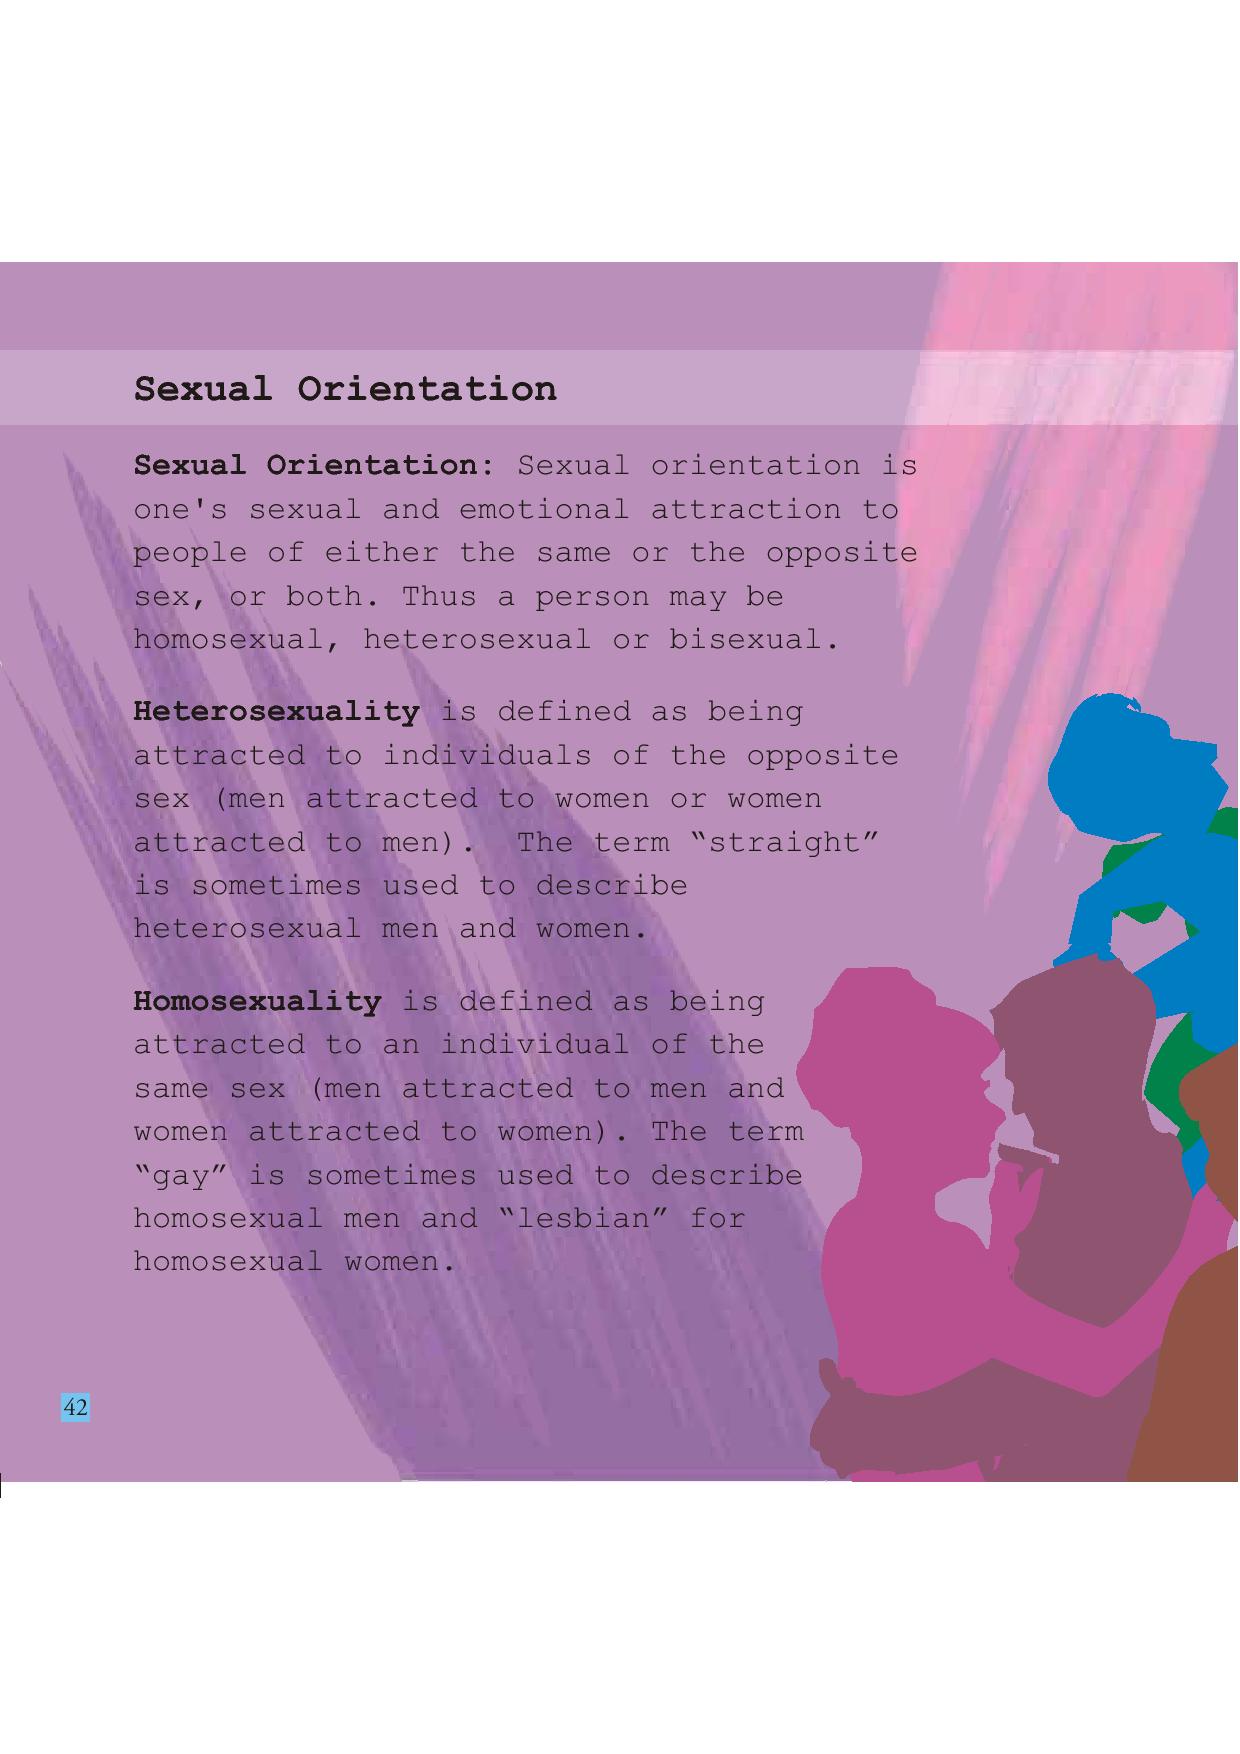 Sexual Orientation
Sexual Orientation: Sexual orientation is
one's sexual and emotional attraction to
people of either the same or the opposite
sex, or both. Thus a person may be
homosexual, heterosexual or bisexual.
Heterosexuality is defined as being
attracted to individuals of the opposite
sex (men attracted to women or women
attracted to men).  The term “straight”
is sometimes used to describe
heterosexual men and women.
Homosexuality is defined as being
attracted to an individual of the
same sex (men attracted to men and
women attracted to women). The term
“gay” is sometimes used to describe
homosexual men and “lesbian” for
homosexual women.
42